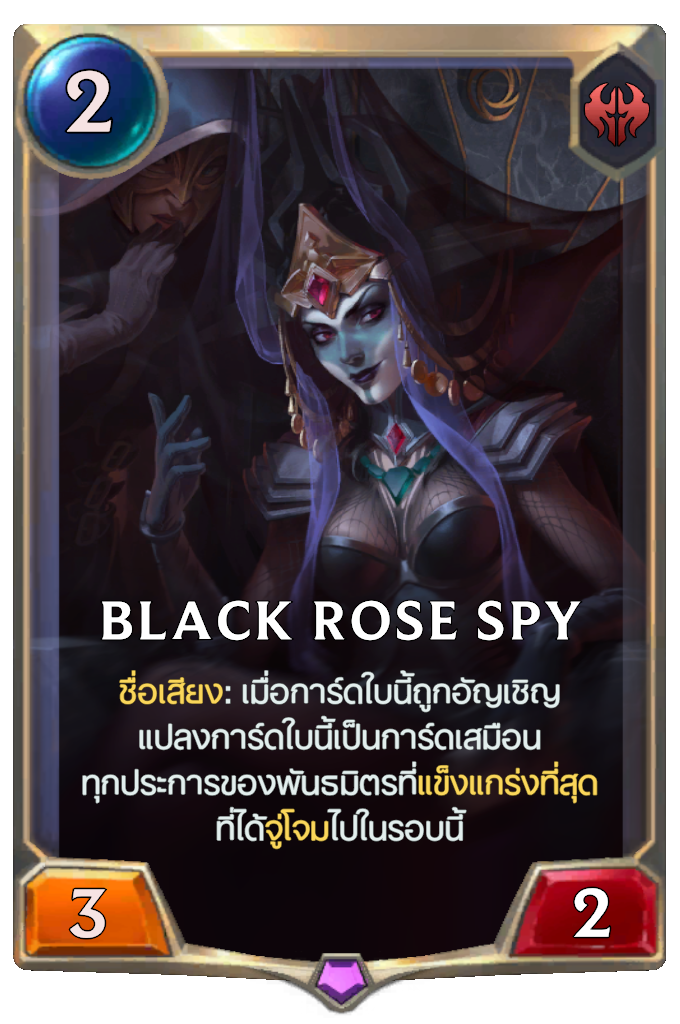 2
BLACK ROSE SPY
ชื่อเสียง: เมื่อการ์ดใบนี้ถูกอัญเชิญ
แปลงการ์ดใบนี้เป็นการ์ดเสมือน
ทุกประการของพันธมิตรที่แข็งแกร่งที่สุด
ที่ได้จู่โจมไปในรอบนี้
3
2